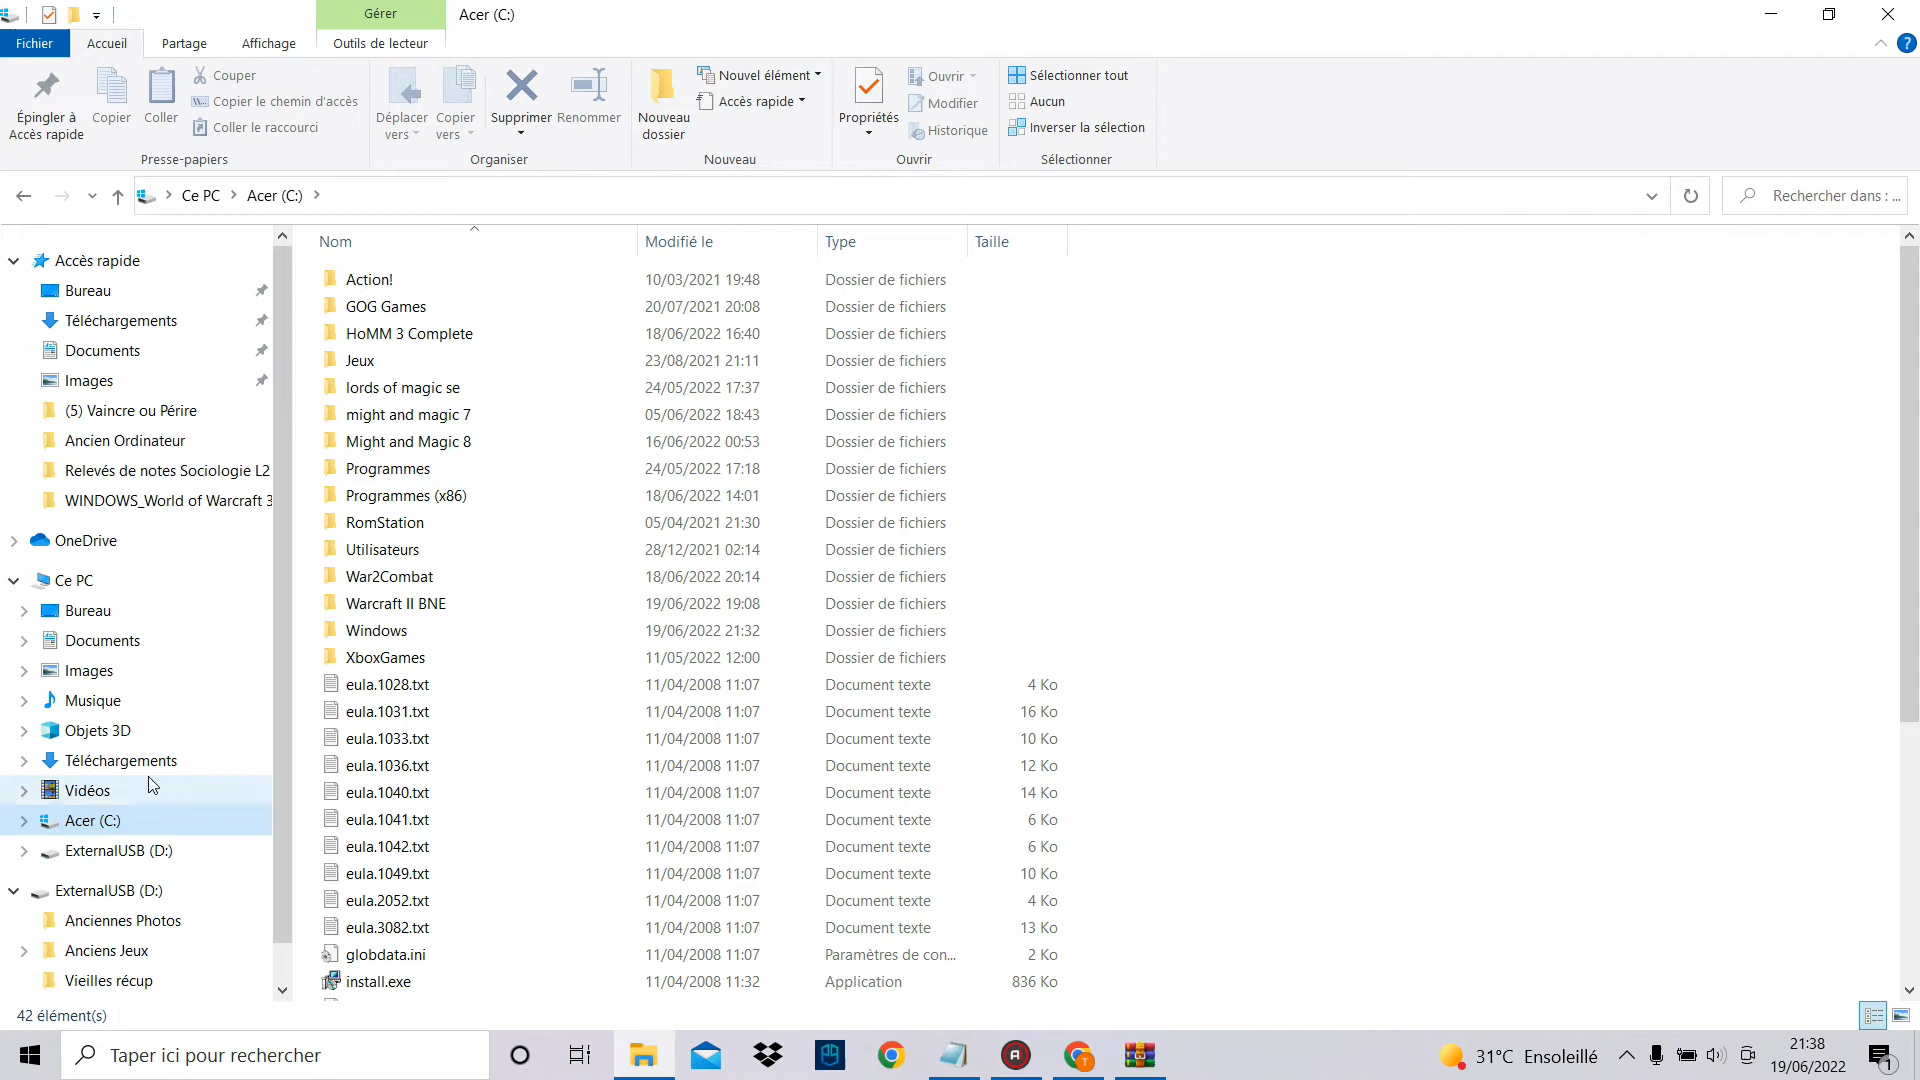 Gérer
Acer (C:)
Fichier
Accueil
Partage
Affichage
Outils de lecteur
Épingler à
Accès rapide
Copier
Coller
Couper
Copier le chemin d'accès
Coller le raccourci
Presse-papiers
Déplacer
vers
Copier
vers
Supprimer
Renommer
Organiser
Nouveau
dossier
Nouvel élément
Accès rapide
Nouveau
Propriétés
Ouvrir
Modifier
Historique
Ouvrir
Sélectionner tout
Aucun
Inverser la sélection
Sélectionner
Ce PC > Acer (C:) >
Rechercher dans : ...
Accès rapide
Bureau
Téléchargements
Documents
Images
(5) Vaincre ou Périre
Ancien Ordinateur
Relevés de notes Sociologie L2
WINDOWS_World of Warcraft 3
OneDrive
Ce PC
Bureau
Documents
Images
Musique
Objets 3D
Téléchargements
Vidéos
Acer (C:)
ExternalUSB (D:)
ExternalUSB (D:)
Anciennes Photos
Anciens Jeux
Vieilles récup
Nom Modifié le Type Taille
Action! 10/03/2021 19:48 Dossier de fichiers
GOG Games 20/07/2021 20:08 Dossier de fichiers
HoMM 3 Complete 18/06/2022 16:40 Dossier de fichiers
Jeux 23/08/2021 21:11 Dossier de fichiers
lords of magic se 24/05/2022 17:37 Dossier de fichiers
might and magic 7 05/06/2022 18:43 Dossier de fichiers
Might and Magic 8 16/06/2022 00:53 Dossier de fichiers
Programmes 24/05/2022 17:18 Dossier de fichiers
Programmes (x86) 18/06/2022 14:01 Dossier de fichiers
RomStation 05/04/2021 21:30 Dossier de fichiers
Utilisateurs 28/12/2021 02:14 Dossier de fichiers
War2Combat 18/06/2022 20:14 Dossier de fichiers
Warcraft II BNE 19/06/2022 19:08 Dossier de fichiers
Windows 19/06/2022 21:32 Dossier de fichiers
XboxGames 11/05/2022 12:00 Dossier de fichiers
eula.1028.txt 11/04/2008 11:07 Document texte 4 Ko
eula.1031.txt 11/04/2008 11:07 Document texte 16 Ko
eula.1033.txt 11/04/2008 11:07 Document texte 10 Ko
eula.1036.txt 11/04/2008 11:07 Document texte 12 Ko
eula.1040.txt 11/04/2008 11:07 Document texte 14 Ko
eula.1041.txt 11/04/2008 11:07 Document texte 6 Ko
eula.1042.txt 11/04/2008 11:07 Document texte 6 Ko
eula.1049.txt 11/04/2008 11:07 Document texte 10 Ko
eula.2052.txt 11/04/2008 11:07 Document texte 4 Ko
eula.3082.txt 11/04/2008 11:07 Document texte 13 Ko
globdata.ini 11/04/2008 11:07 Paramètres de con... 2 Ko
install.exe 11/04/2008 11:32 Application 836 Ko
42 élément(s)
Taper ici pour rechercher
31°C Ensoleillé
21:38
19/06/2022
1